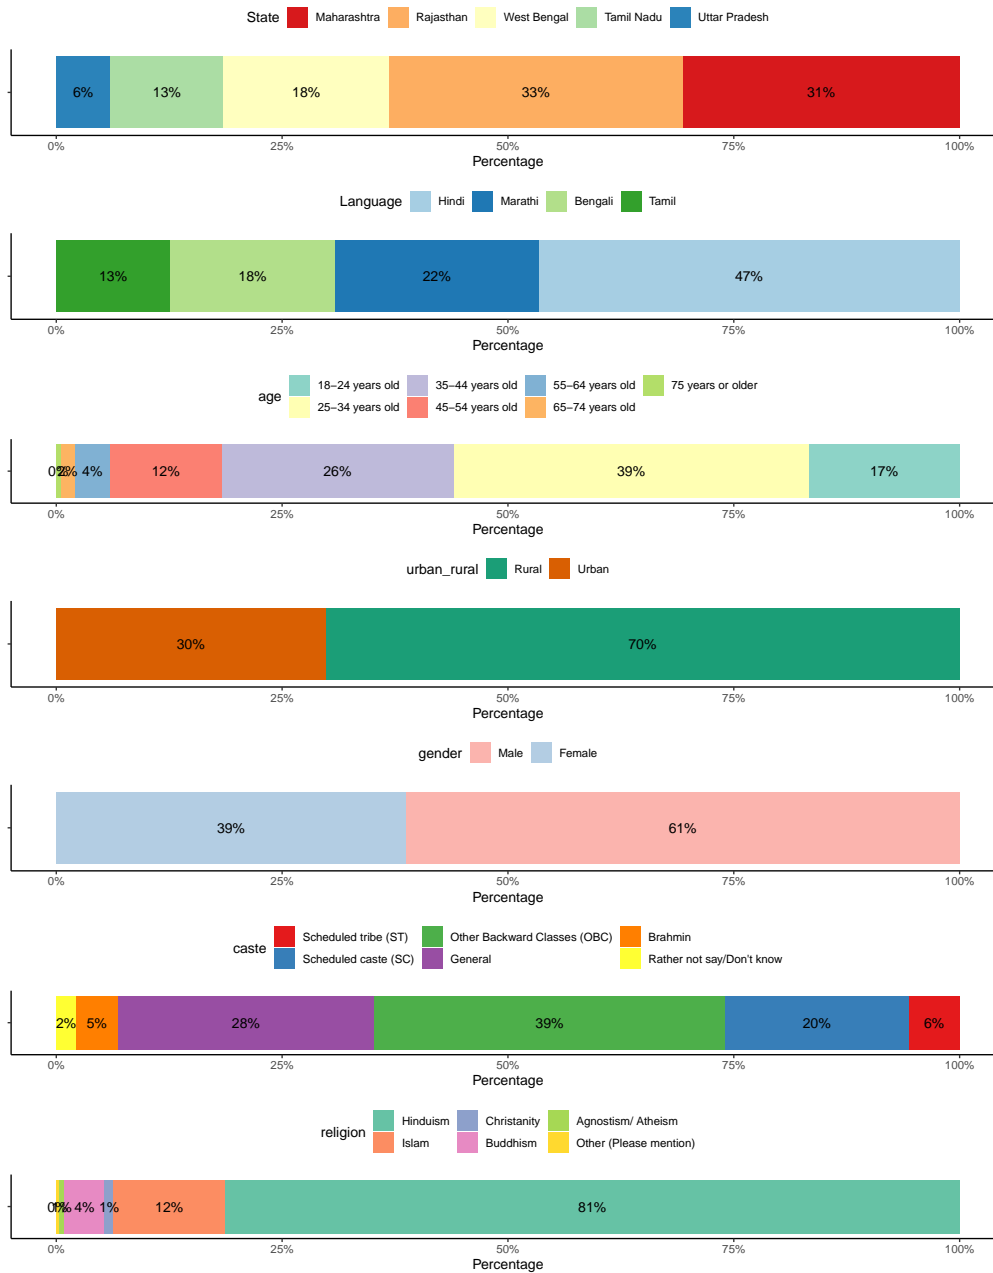 State Maharashtra Rajasthan West Bengal Tamil Nadu Uttar Pradesh
6% 13% 18% 33% 31%
0% 25% 50% 75% 100%
Percentage
Language Hindi Marathi Bengali Tamil
13% 18% 22% 47%
0% 25% 50% 75% 100%
Percentage
age 18−24 years old 35−44 years old 55−64 years old 75 years or older
25−34 years old 45−54 years old 65−74 years old
0% 2% 4% 12% 26% 39% 17%
0% 25% 50% 75% 100%
Percentage
urban_rural Rural Urban
30% 70%
0% 25% 50% 75% 100%
Percentage
gender Male Female
39% 61%
0% 25% 50% 75% 100%
Percentage
caste Scheduled tribe (ST) Other Backward Classes (OBC) Brahmin
Scheduled caste (SC) General Rather not say/Don't know
2% 5% 28% 39% 20% 6%
0% 25% 50% 75% 100%
Percentage
religion Hinduism Christanity Agnostism/ Atheism
Islam Buddhism Other (Please mention)
0% 1% 4% 1% 12% 81%
0% 25% 50% 75% 100%
Percentage